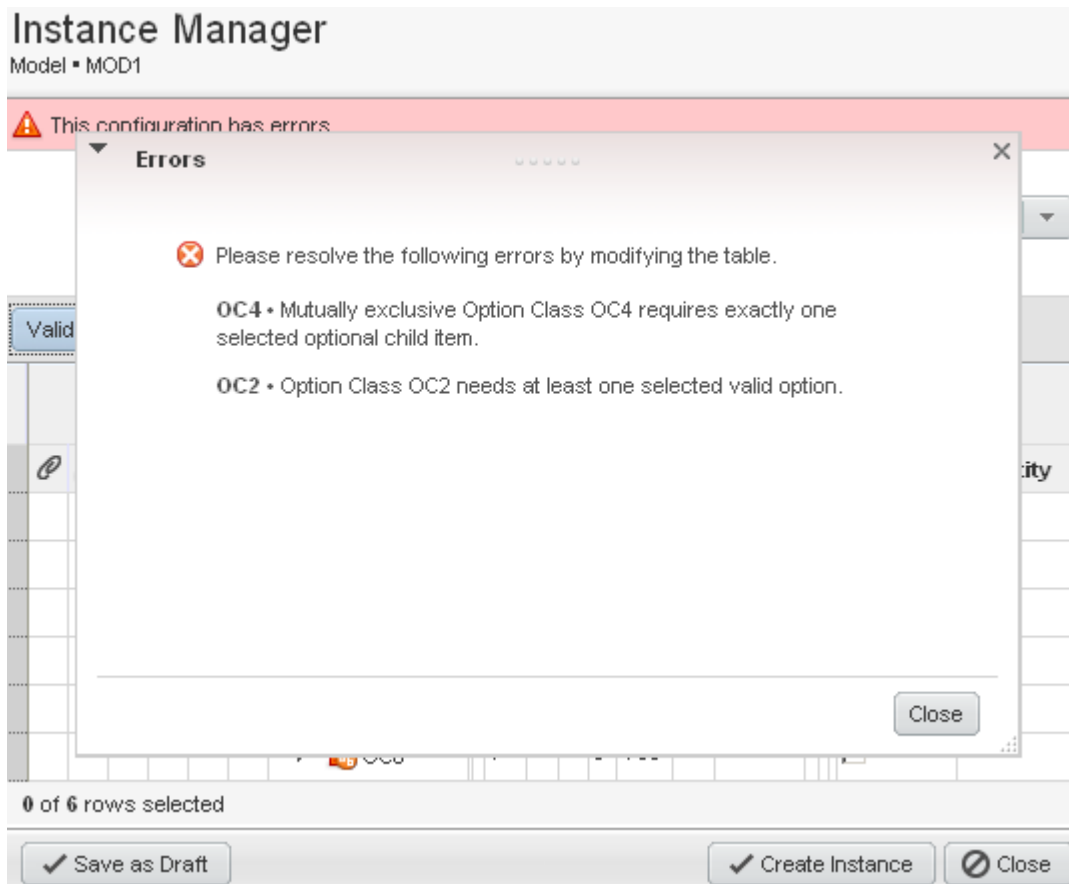 Instance Manager
Model ▪ MOD1
This configuration has errors
Errors
Please resolve the following errors by modifying the table.
OC4 • Mutually exclusive Option Class OC4 requires exactly one
selected optional child item.
OC2 • Option Class OC2 needs at least one selected valid option.
Valid
ity
Close
0 of 6 rows selected
Save as Draft
Create Instance
Close